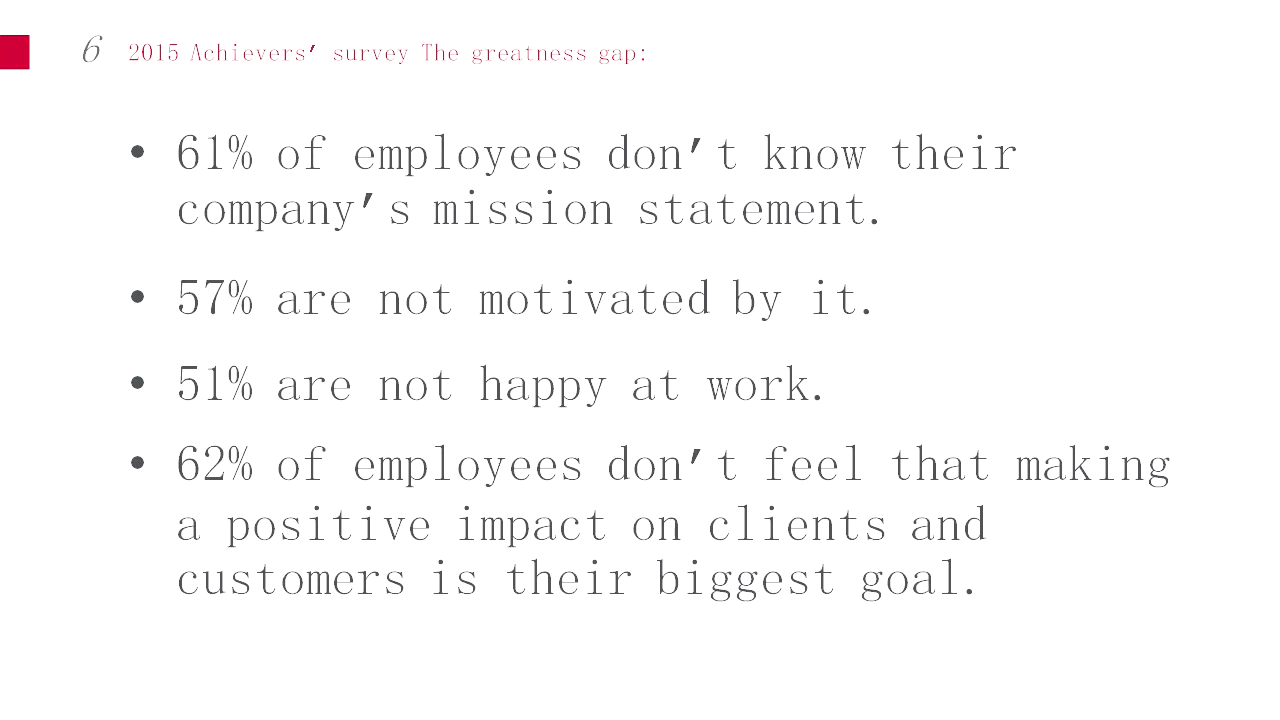 6 2015 Achievers’ survey The greatness gap:
• 61% of employees don’t know their
company’s mission statement.
• 57% are not motivated by it.
• 51% are not happy at work.
• 62% of employees don’t feel that making
a positive impact on clients and
customers is their biggest goal.